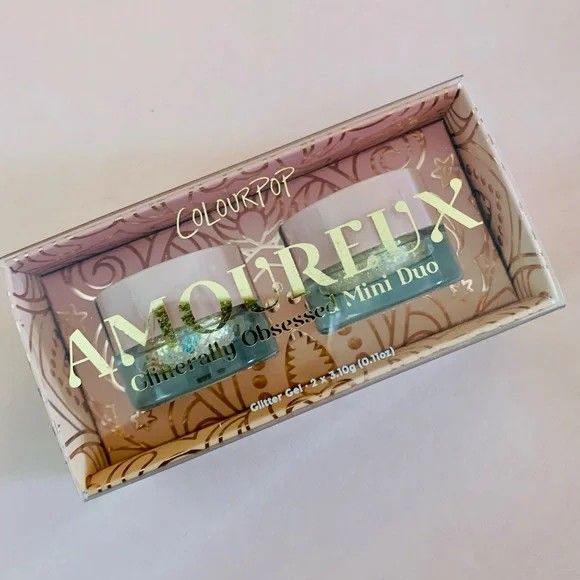 COLOURPOP
AMOUREUX
Glitterally Obsessed Mini Duo
Glitter Gel • 2 x 3.10g (0.11oz)